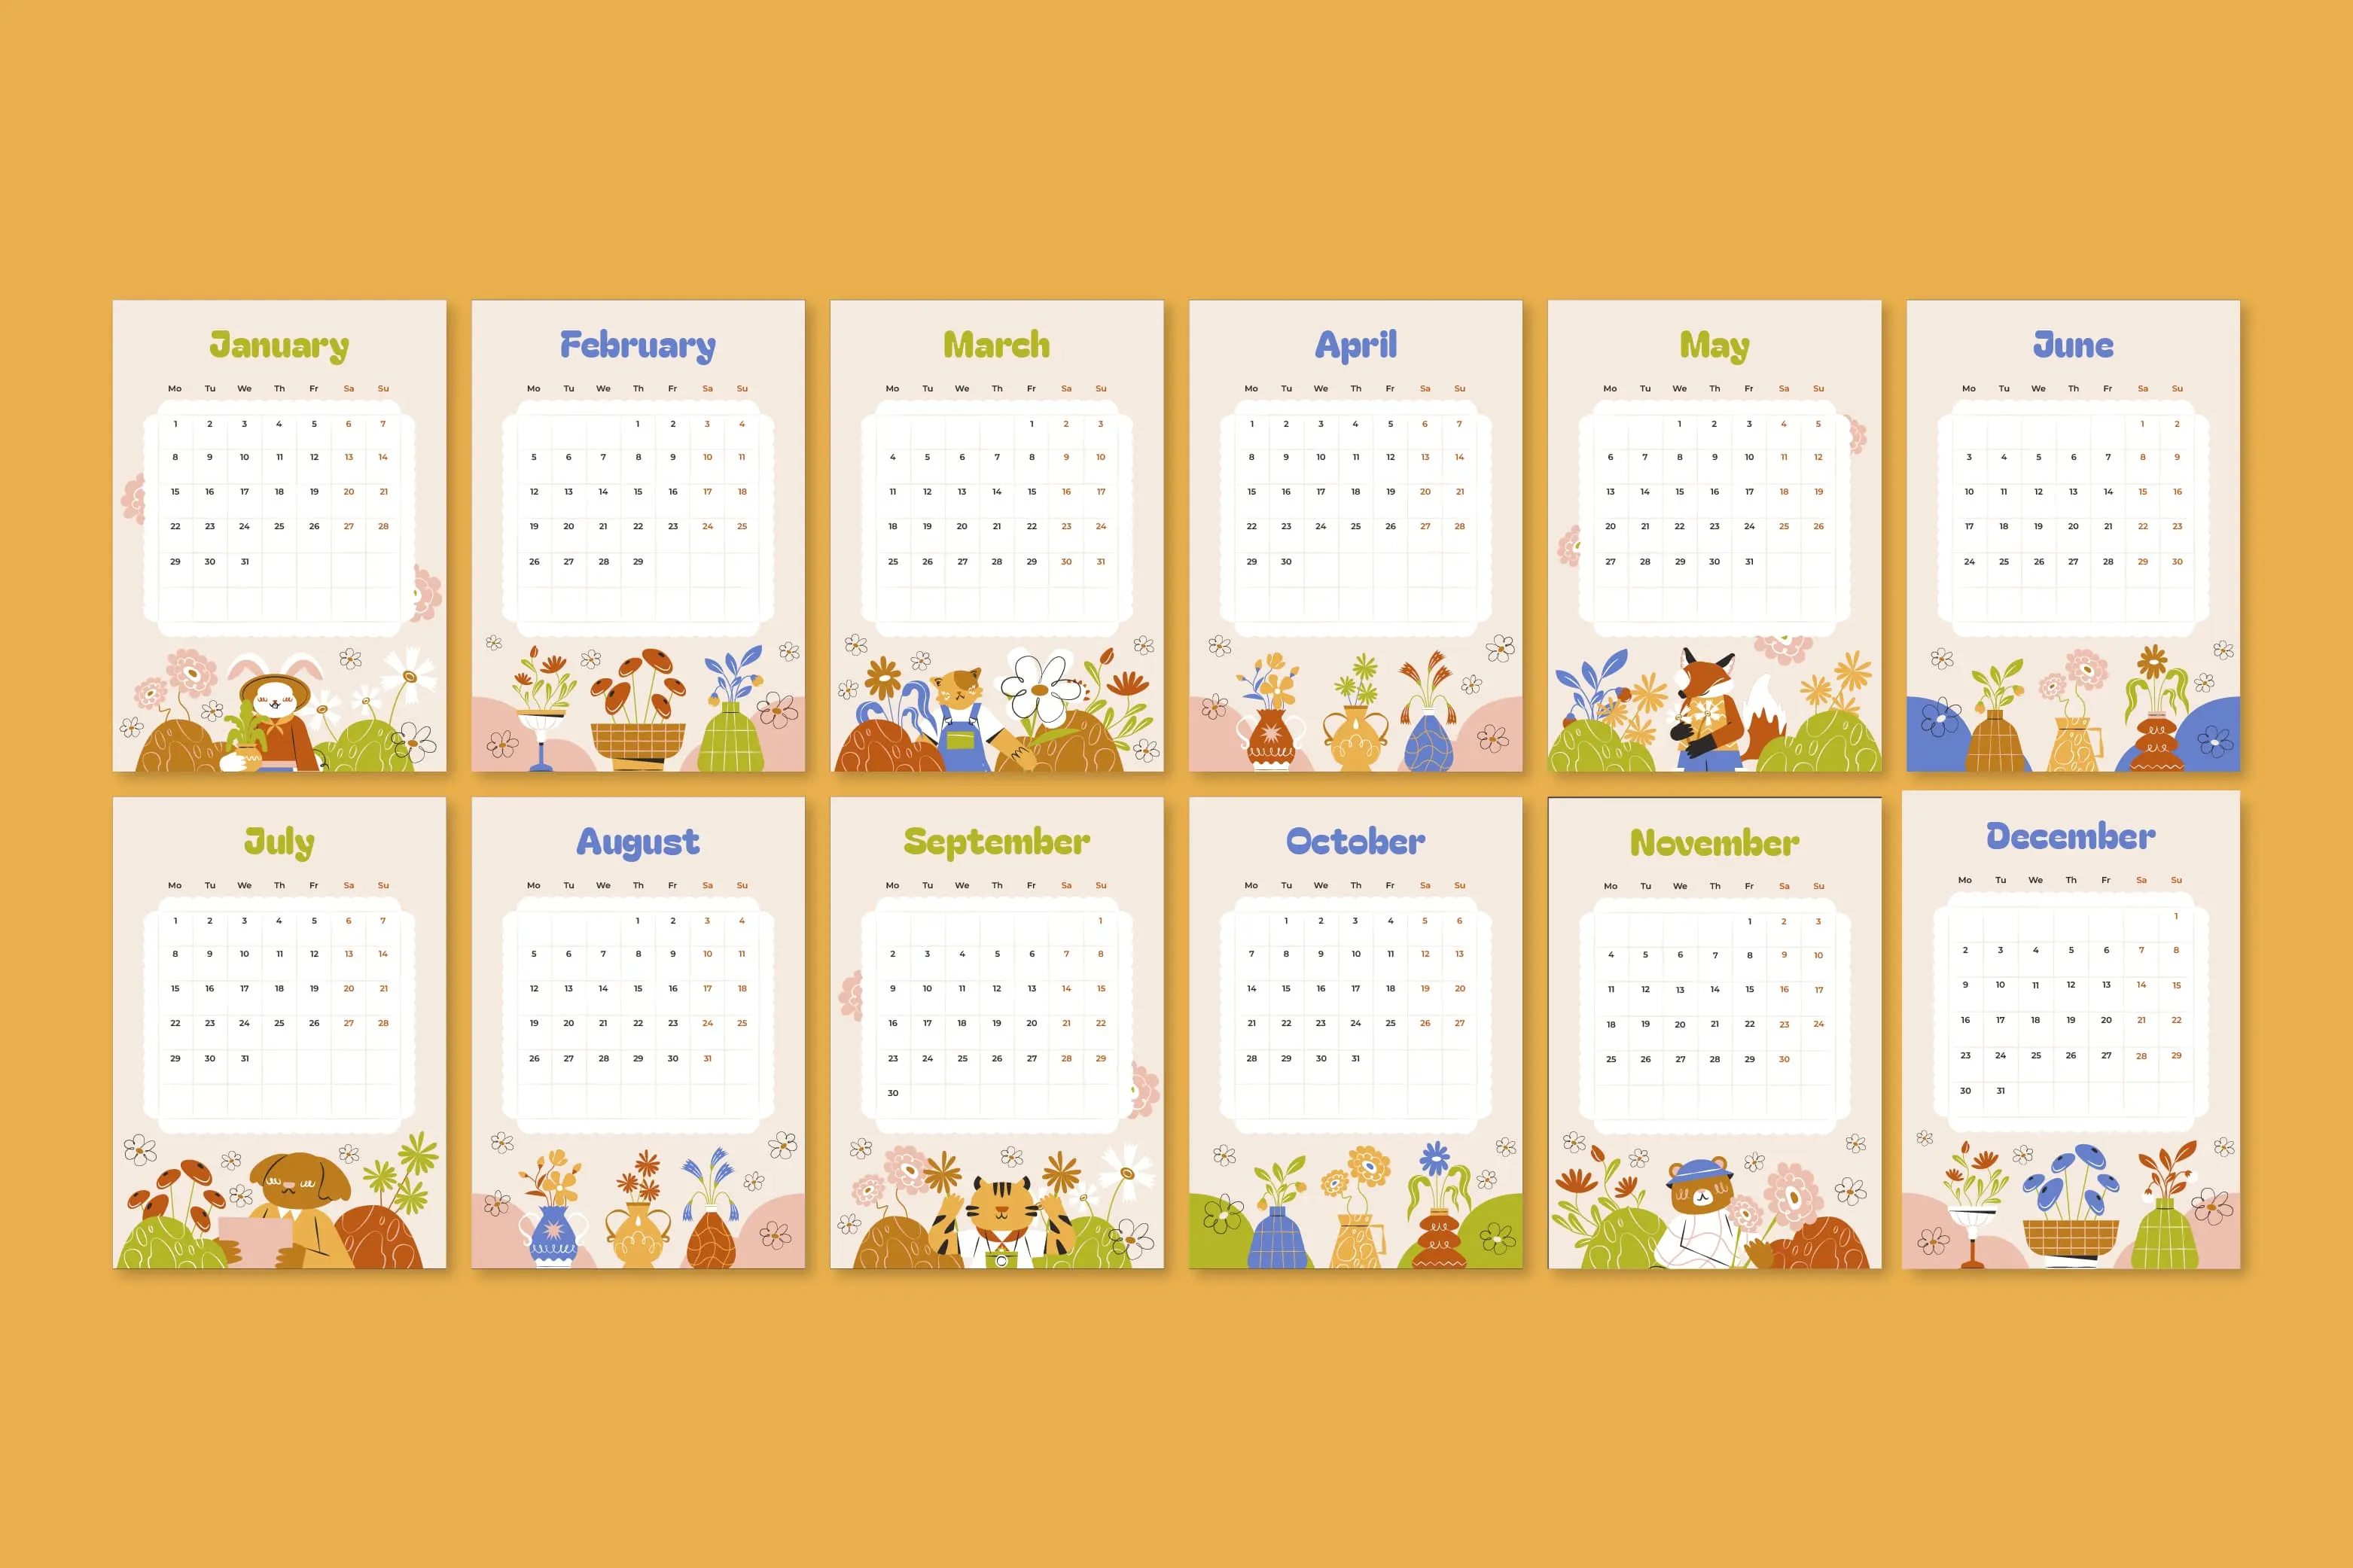 January
Mo Tu We Th Fr Sa Su
1 2 3 4 5 6 7
8 9 10 11 12 13 14
15 16 17 18 19 20 21
22 23 24 25 26 27 28
29 30 31
February
Mo Tu We Th Fr Sa Su
1 2 3 4
5 6 7 8 9 10 11
12 13 14 15 16 17 18
19 20 21 22 23 24 25
26 27 28 29
March
Mo Tu We Th Fr Sa Su
1 2 3
4 5 6 7 8 9 10
11 12 13 14 15 16 17
18 19 20 21 22 23 24
25 26 27 28 29 30 31
April
Mo Tu We Th Fr Sa Su
1 2 3 4 5 6 7
8 9 10 11 12 13 14
15 16 17 18 19 20 21
22 23 24 25 26 27 28
29 30
May
Mo Tu We Th Fr Sa Su
1 2 3 4 5
6 7 8 9 10 11 12
13 14 15 16 17 18 19
20 21 22 23 24 25 26
27 28 29 30 31
June
Mo Tu We Th Fr Sa Su
1 2
3 4 5 6 7 8 9
10 11 12 13 14 15 16
17 18 19 20 21 22 23
24 25 26 27 28 29 30
July
Mo Tu We Th Fr Sa Su
1 2 3 4 5 6 7
8 9 10 11 12 13 14
15 16 17 18 19 20 21
22 23 24 25 26 27 28
29 30 31
August
Mo Tu We Th Fr Sa Su
1 2 3 4
5 6 7 8 9 10 11
12 13 14 15 16 17 18
19 20 21 22 23 24 25
26 27 28 29 30 31
September
Mo Tu We Th Fr Sa Su
1
2 3 4 5 6 7 8
9 10 11 12 13 14 15
16 17 18 19 20 21 22
23 24 25 26 27 28 29
30
October
Mo Tu We Th Fr Sa Su
1 2 3 4 5 6
7 8 9 10 11 12 13
14 15 16 17 18 19 20
21 22 23 24 25 26 27
28 29 30 31
November
Mo Tu We Th Fr Sa Su
1 2 3
4 5 6 7 8 9 10
11 12 13 14 15 16 17
18 19 20 21 22 23 24
25 26 27 28 29 30
December
Mo Tu We Th Fr Sa Su
1
2 3 4 5 6 7 8
9 10 11 12 13 14 15
16 17 18 19 20 21 22
23 24 25 26 27 28 29
30 31